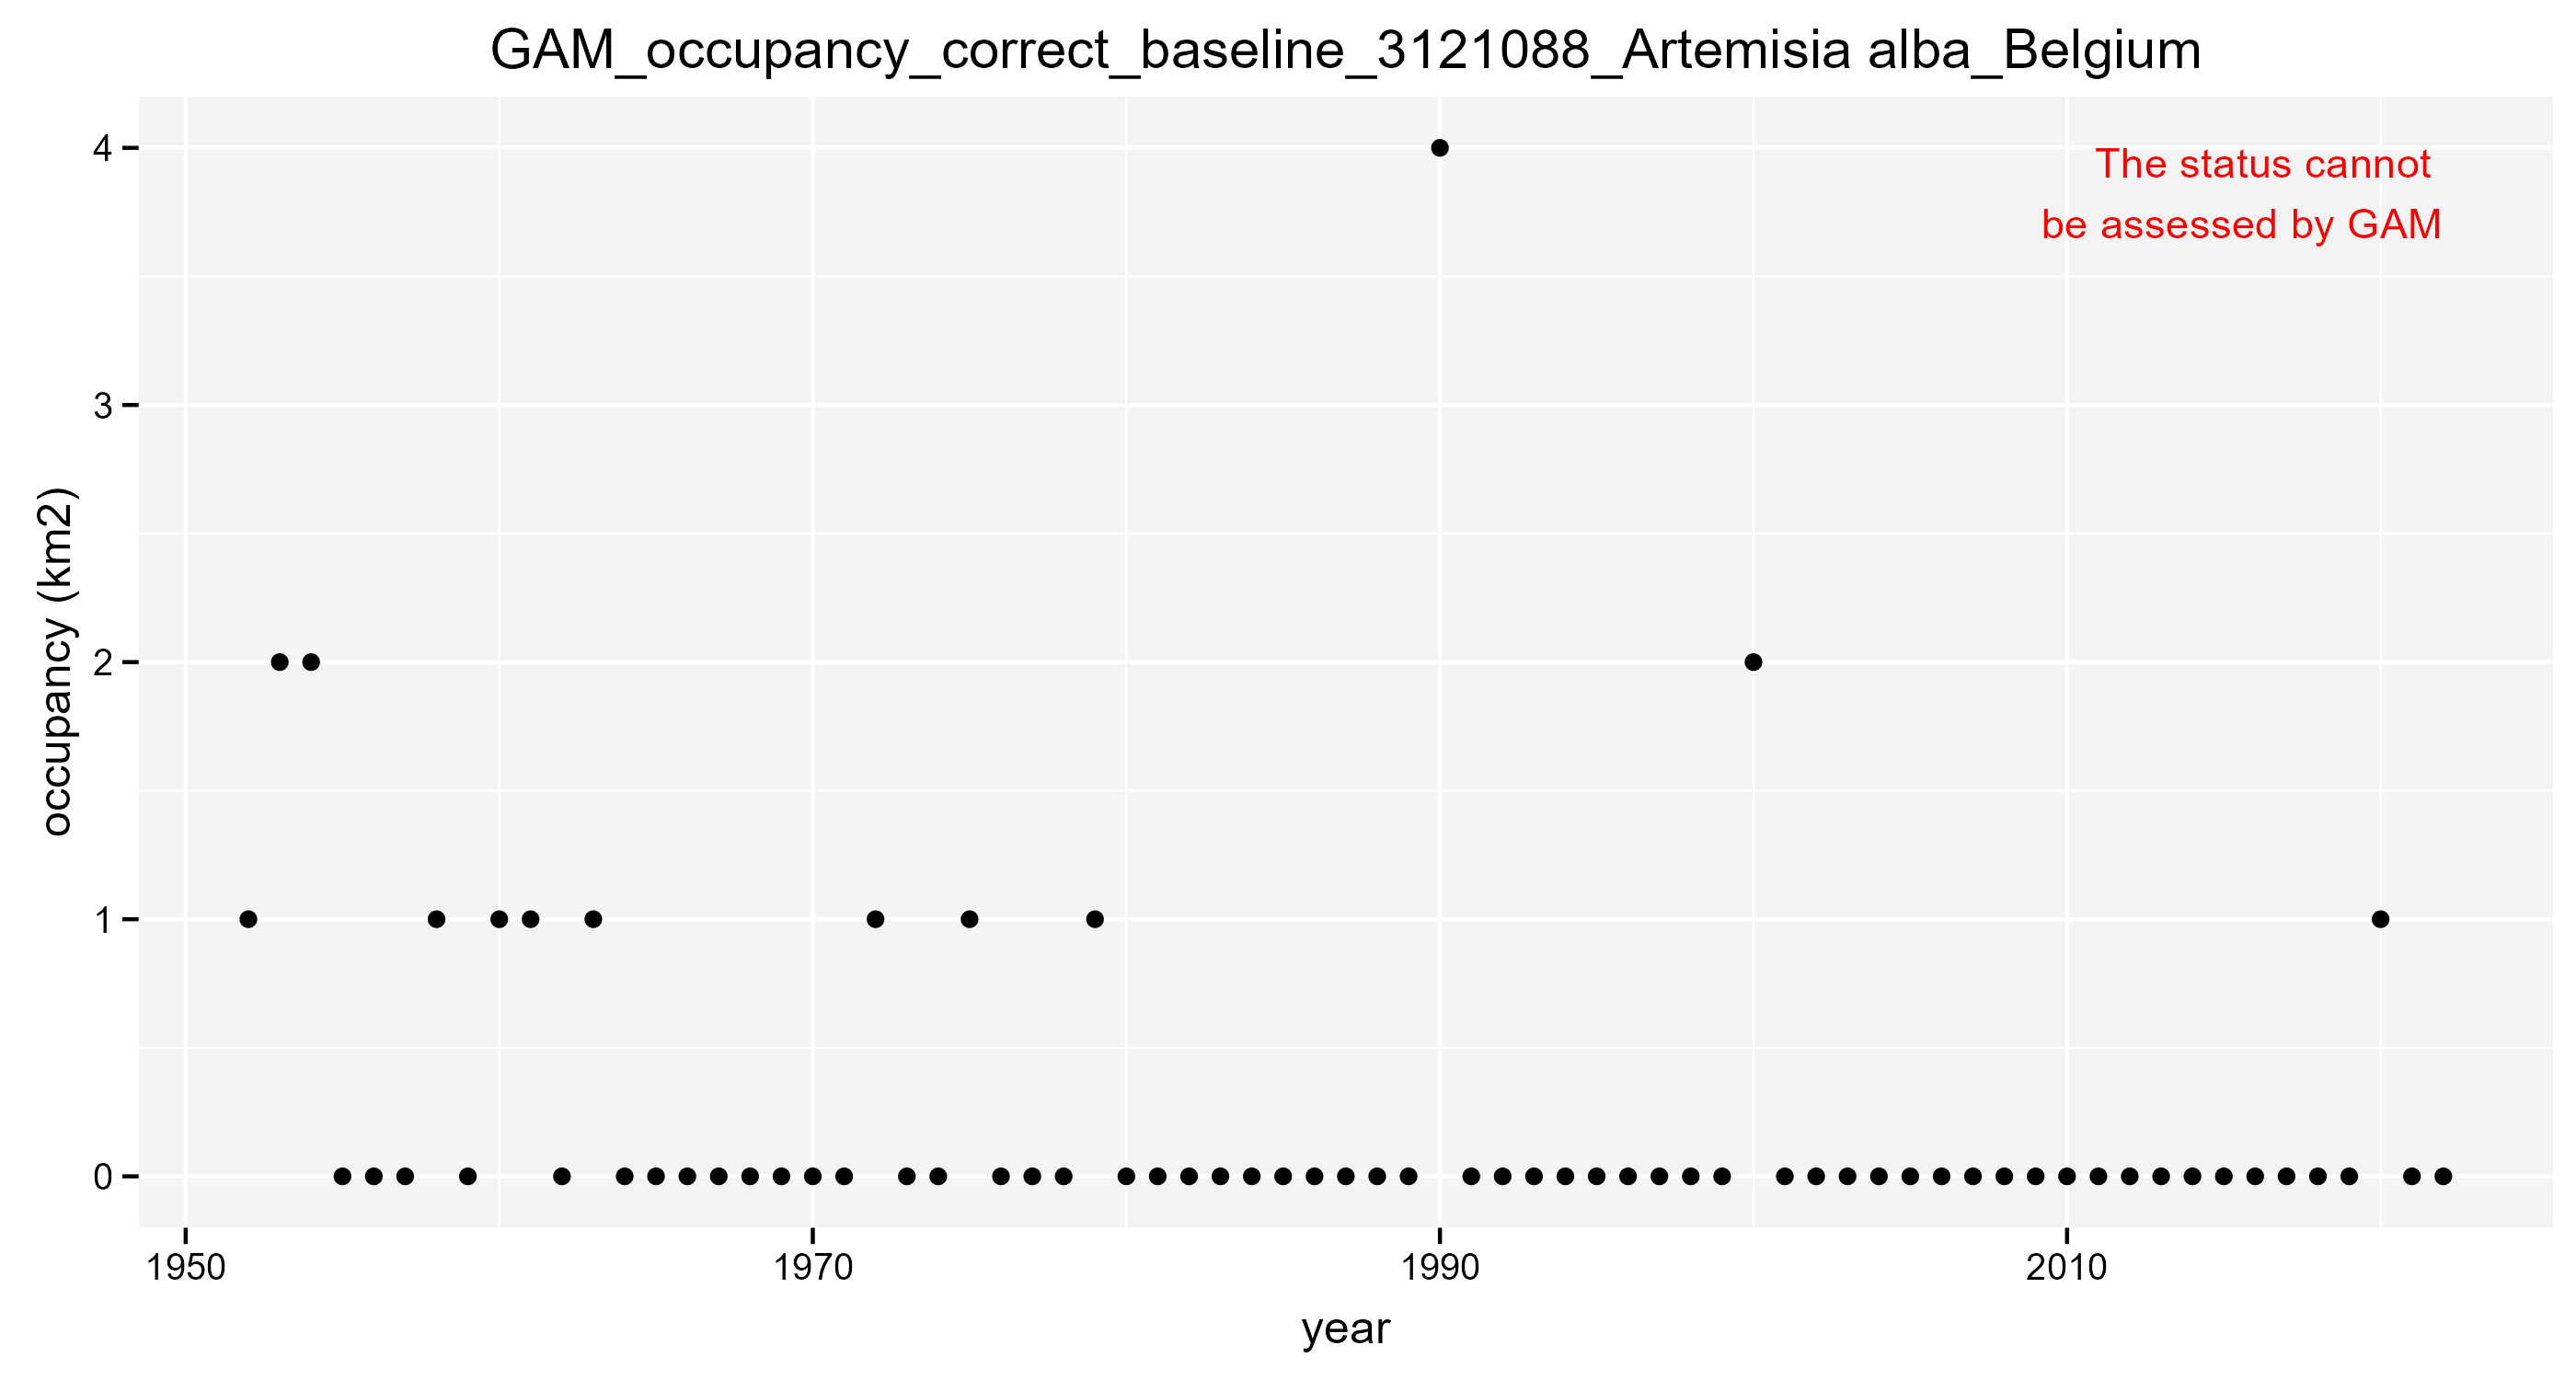 GAM_occupancy_correct_baseline_3121088_Artemisia alba_Belgium
The status cannot
be assessed by GAM
occupancy (km2)
4
3
2
1
0
1950 1970 1990 2010
year